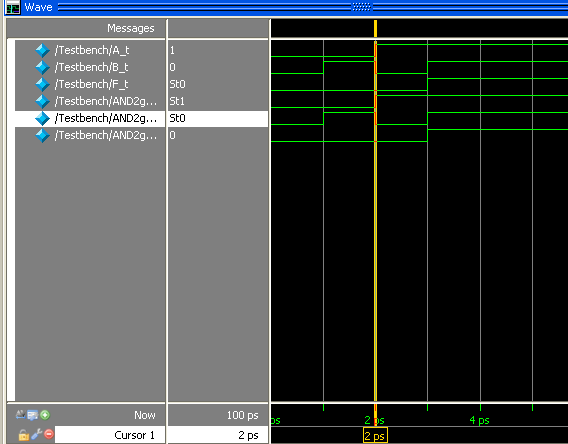 Wave
Messages
/Testbench/A_t 1
/Testbench/B_t 0
/Testbench/F_t St0
/Testbench/AND2g... St1
/Testbench/AND2g... St0
/Testbench/AND2g... 0
Now 100 ps ps 2 ps 4 ps
Cursor 1 2 ps 2 ps